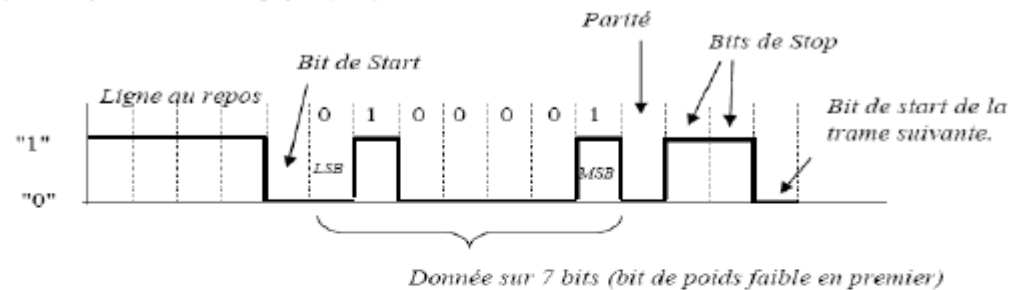 Parité
Bits de Stop
Bit de Start
Ligne au repos
Bit de start de la
trame suivante.
0 1 0 0 0 0 1
"1"
LSB
MSB
"0"
Donnée sur 7 bits (bit de poids faible en premier)